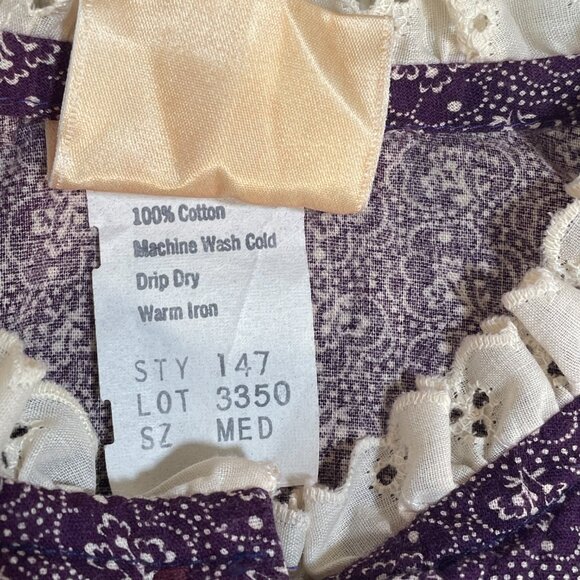 100% Cotton
Machine Wash Cold
Drip Dry
Warm Iron
STY 147
LOT 3350
SZ MED